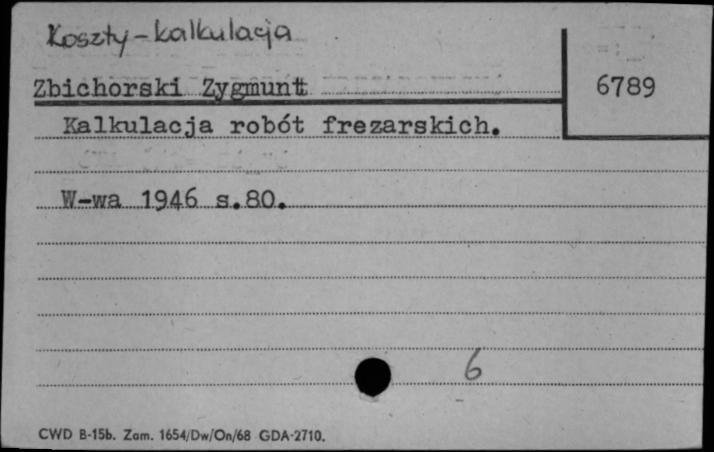 Koszty-kalkulacja
Zbichorski Zygmunt
6789
Kalkulacja robót frezarskich.
W-wa 1946 s.80.
6
CWD B-15b. Zam. 1654/Dw/On/68 GDA-2710.